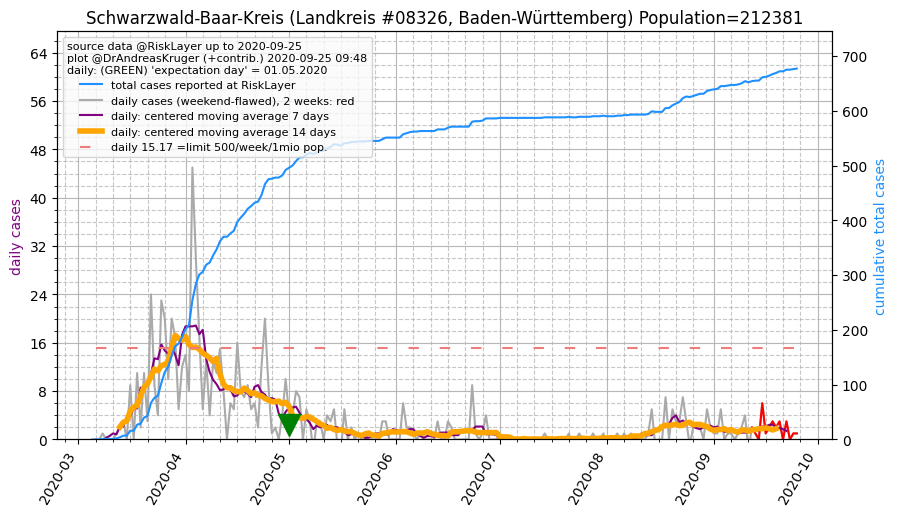 Schwarzwald-Baar-Kreis (Landkreis #08326, Baden-Württemberg) Population=212381
source data @RiskLayer up to 2020-09-25
plot @DrAndreasKruger (+contrib.) 2020-09-25 09:48
daily: (GREEN) 'expectation day' = 01.05.2020
total cases reported at RiskLayer
daily cases (weekend-flawed), 2 weeks: red
daily: centered moving average 7 days
daily: centered moving average 14 days
daily 15.17 =limit 500/week/1mio pop.
daily cases
64
56
48
40
32
24
16
8
0
cumulative total cases
700
600
500
400
300
200
100
0
2020-03
2020-04
2020-05
2020-06
2020-07
2020-08
2020-09
2020-10